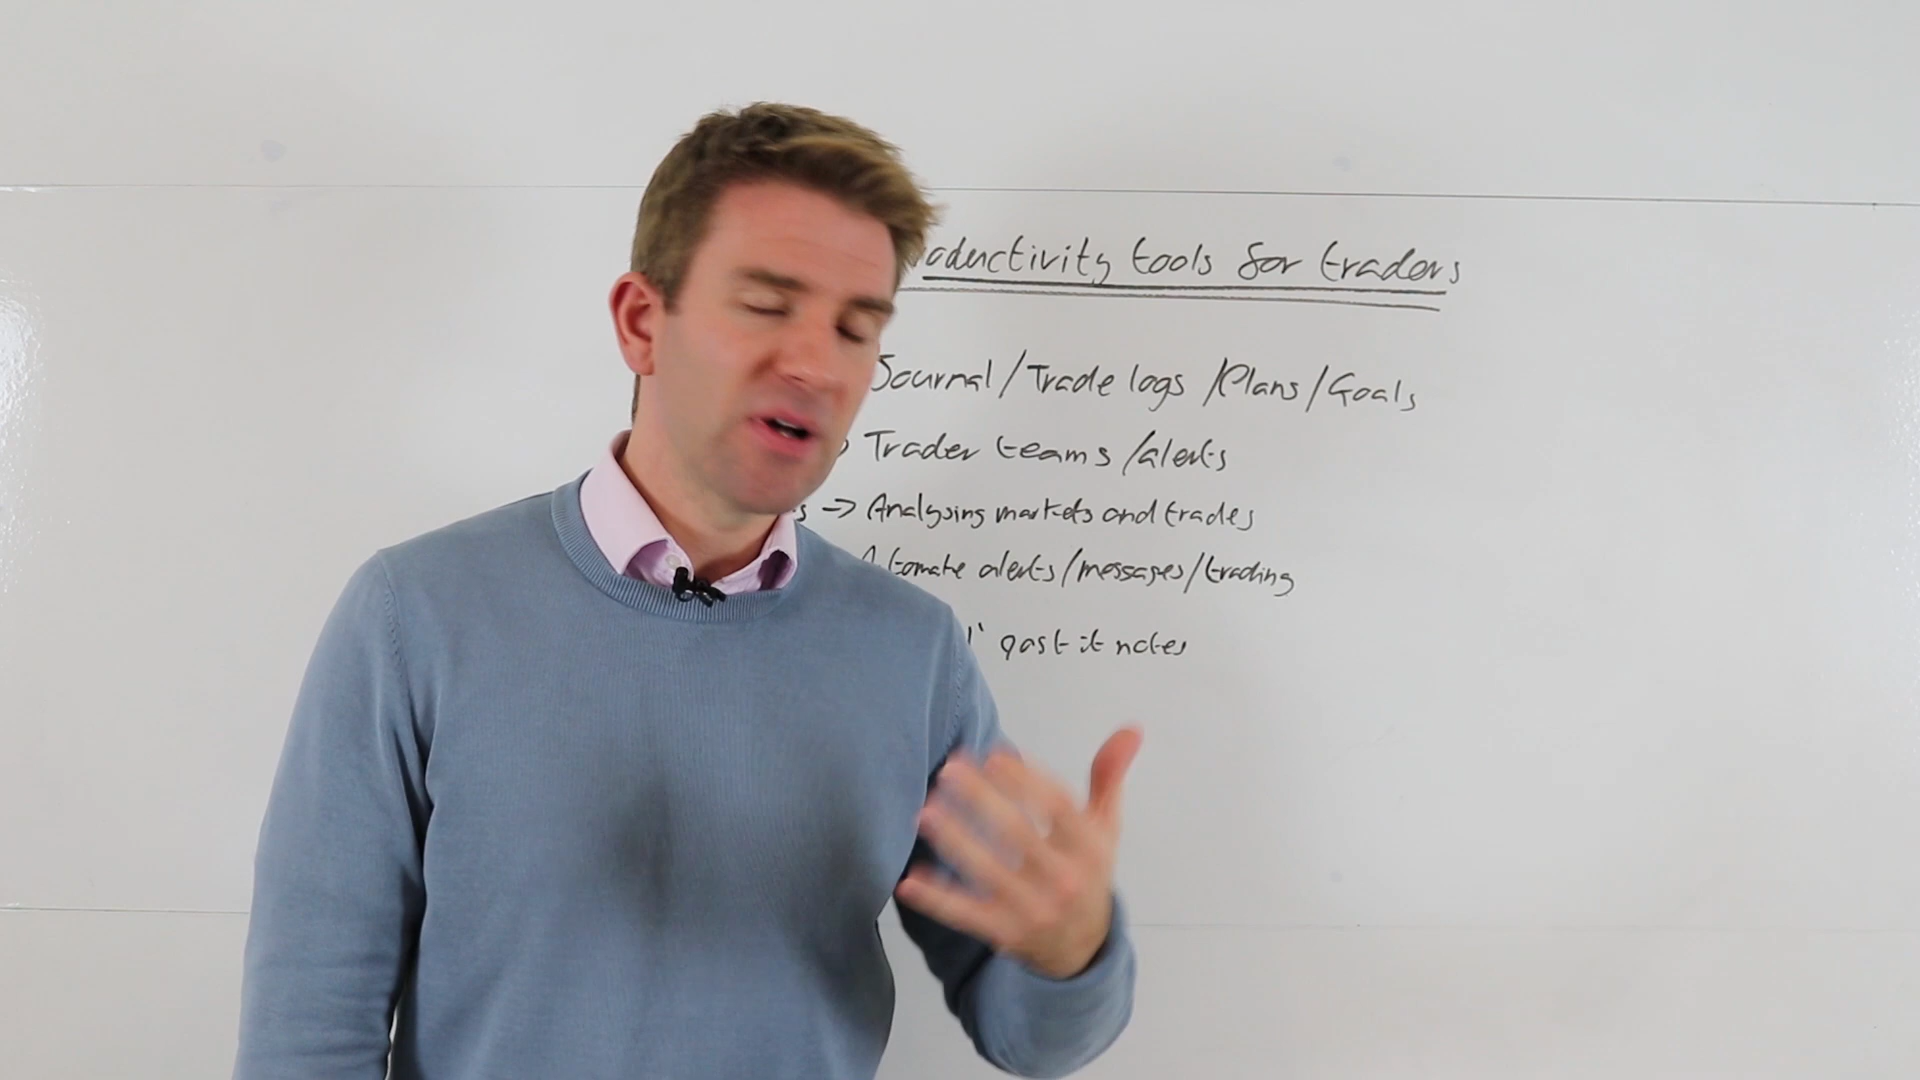 oductivity tools for traders
Journal / Trade logs / Plans / Goals
Trader teams / alerts
s → Analysing markets and trades
tomate alerts / messages / trading
l' post it notes